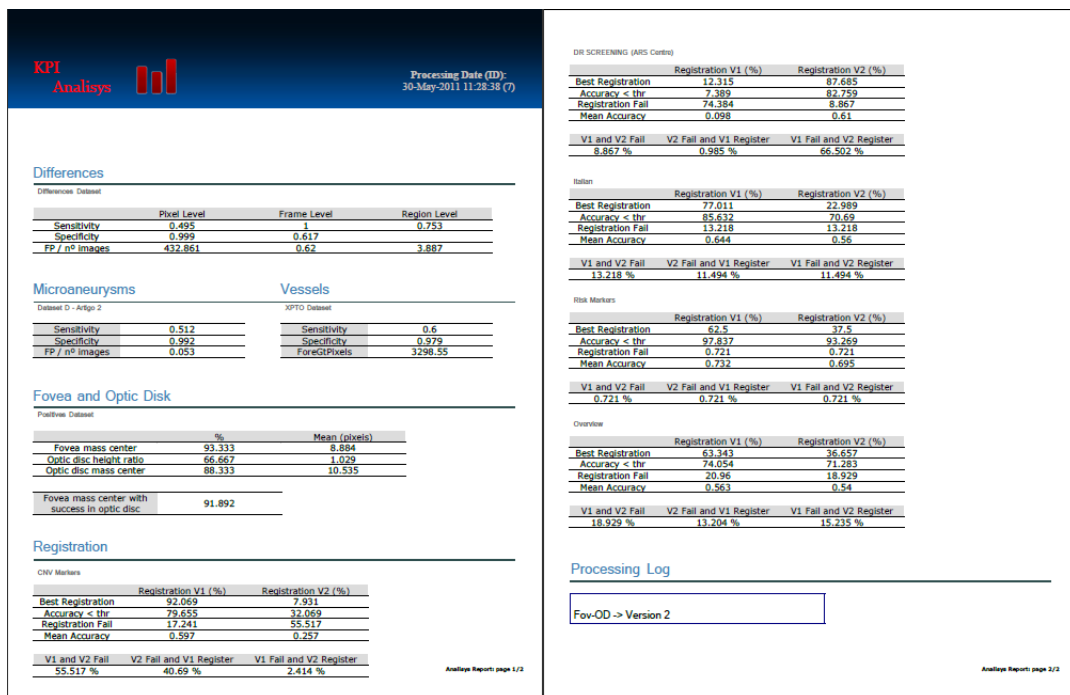 KPI
Analisys
Processing Date (ID):
30-May-2011 11:28:38 (7)
Differences
Differences Dataset
Pixel Level Frame Level Region Level
Sensitivity 0.495 1 0.753
Specificity 0.999 0.617
FP / nº images 432.861 0.62 3.887
Microaneurysms
Dataset D - Artigo 2
Sensitivity 0.512
Specificity 0.992
FP / nº images 0.053
Vessels
XPTO Dataset
Sensitivity 0.6
Specificity 0.979
ForeGtPixels 3298.55
Fovea and Optic Disk
Positives Dataset
% Mean (pixels)
Fovea mass center 93.333 8.884
Optic disc height ratio 66.667 1.029
Optic disc mass center 88.333 10.535
Fovea mass center with
success in optic disc 91.892
Registration
CNV Markers
Registration V1 (%) Registration V2 (%)
Best Registration 92.069 7.931
Accuracy < thr 79.655 32.069
Registration Fail 17.241 55.517
Mean Accuracy 0.597 0.257
V1 and V2 Fail V2 Fail and V1 Register V1 Fail and V2 Register
55.517 % 40.69 % 2.414 %
Analisys Report: page 1/2
DR SCREENING (ARS Centro)
Registration V1 (%) Registration V2 (%)
Best Registration 12.315 87.685
Accuracy < thr 7.389 82.759
Registration Fail 74.384 8.867
Mean Accuracy 0.098 0.61
V1 and V2 Fail V2 Fail and V1 Register V1 Fail and V2 Register
8.867 % 0.985 % 66.502 %
Italian
Registration V1 (%) Registration V2 (%)
Best Registration 77.011 22.989
Accuracy < thr 85.632 70.69
Registration Fail 13.218 13.218
Mean Accuracy 0.644 0.56
V1 and V2 Fail V2 Fail and V1 Register V1 Fail and V2 Register
13.218 % 11.494 % 11.494 %
Risk Markers
Registration V1 (%) Registration V2 (%)
Best Registration 62.5 37.5
Accuracy < thr 97.837 93.269
Registration Fail 0.721 0.721
Mean Accuracy 0.732 0.695
V1 and V2 Fail V2 Fail and V1 Register V1 Fail and V2 Register
0.721 % 0.721 % 0.721 %
Overview
Registration V1 (%) Registration V2 (%)
Best Registration 63.343 36.657
Accuracy < thr 74.054 71.283
Registration Fail 20.96 18.929
Mean Accuracy 0.563 0.54
V1 and V2 Fail V2 Fail and V1 Register V1 Fail and V2 Register
18.929 % 13.204 % 15.235 %
Processing Log
Fov-OD -> Version 2
Analisys Report: page 2/2